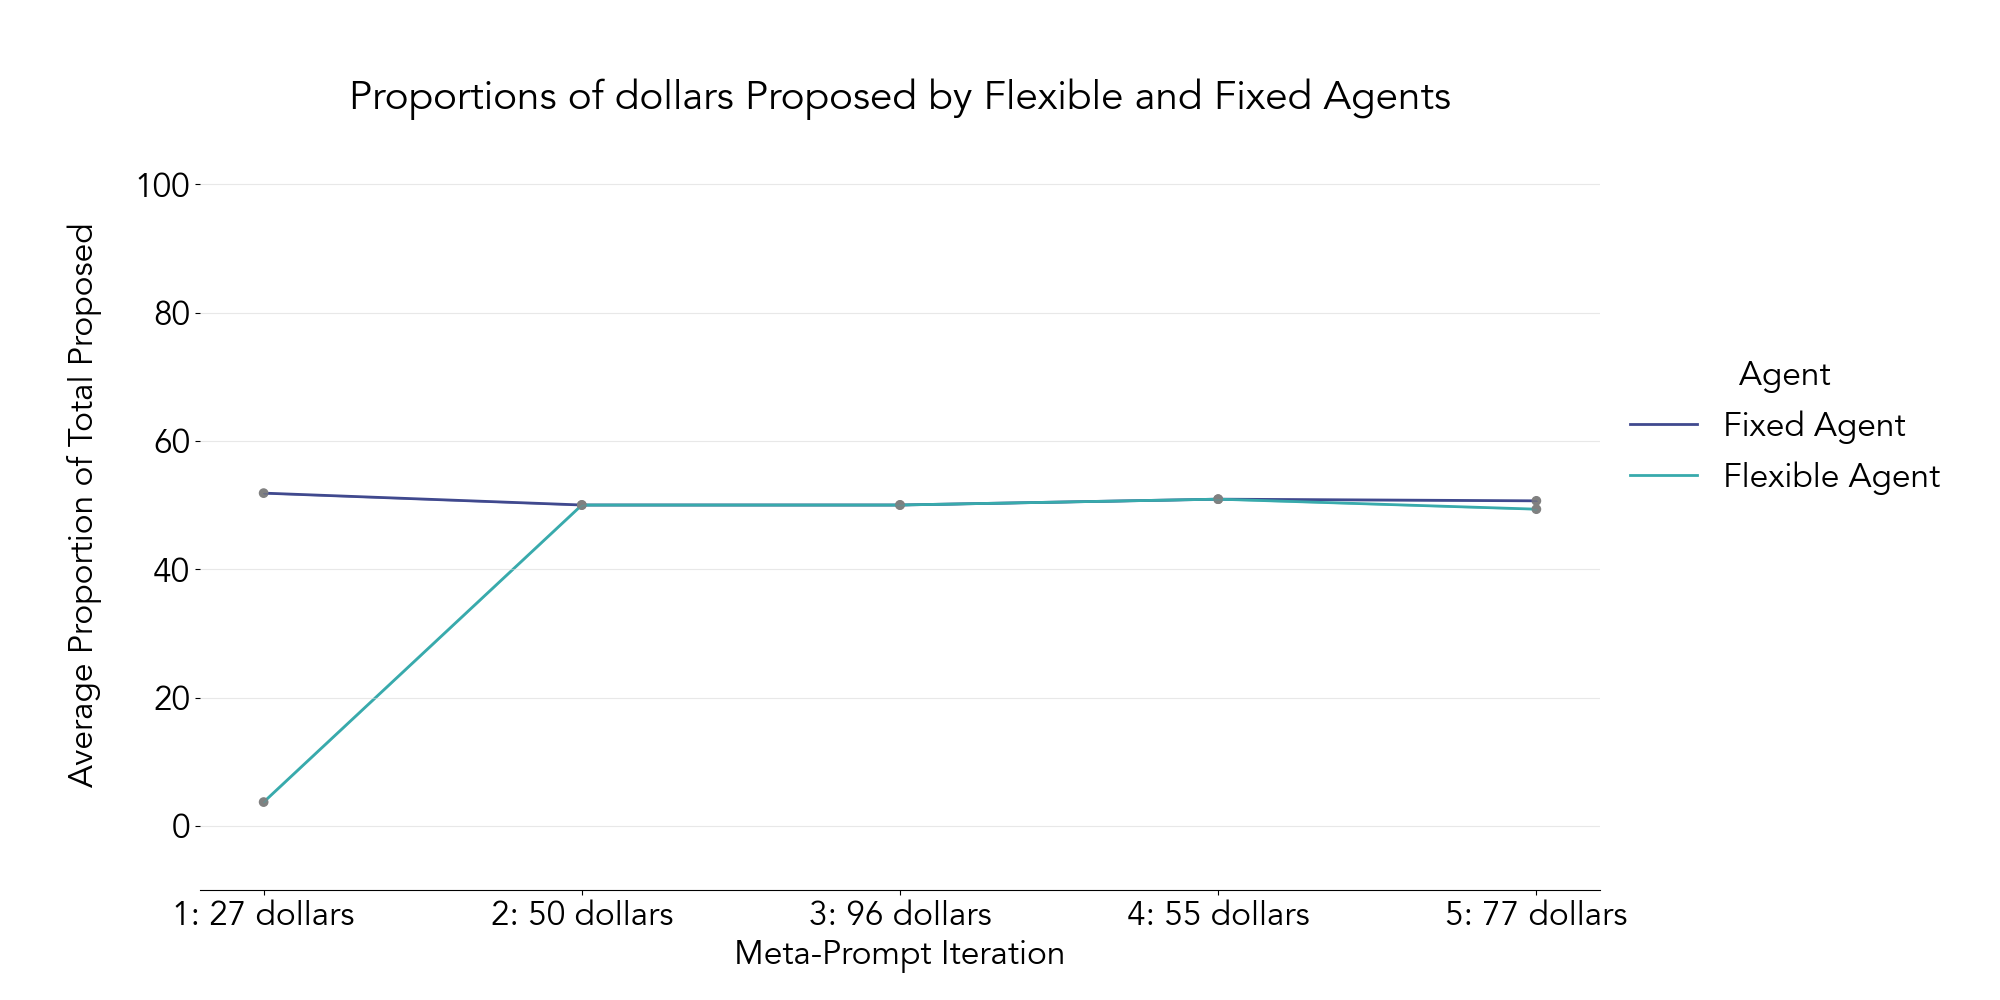 Proportions of dollars Proposed by Flexible and Fixed Agents
Average Proportion of Total Proposed
100
80
60
40
20
0
1: 27 dollars
2: 50 dollars
3: 96 dollars
4: 55 dollars
5: 77 dollars
Meta-Prompt Iteration
Agent
Fixed Agent
Flexible Agent